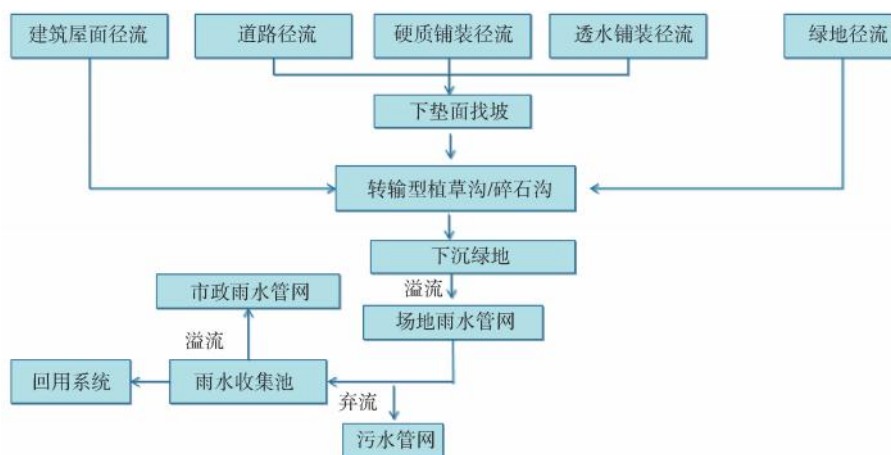 建筑屋面径流
道路径流
硬质铺装径流
透水铺装径流
绿地径流
下垫面找坡
转输型植草沟/碎石沟
下沉绿地
溢流
市政雨水管网
场地雨水管网
溢流
回用系统
雨水收集池
弃流
污水管网